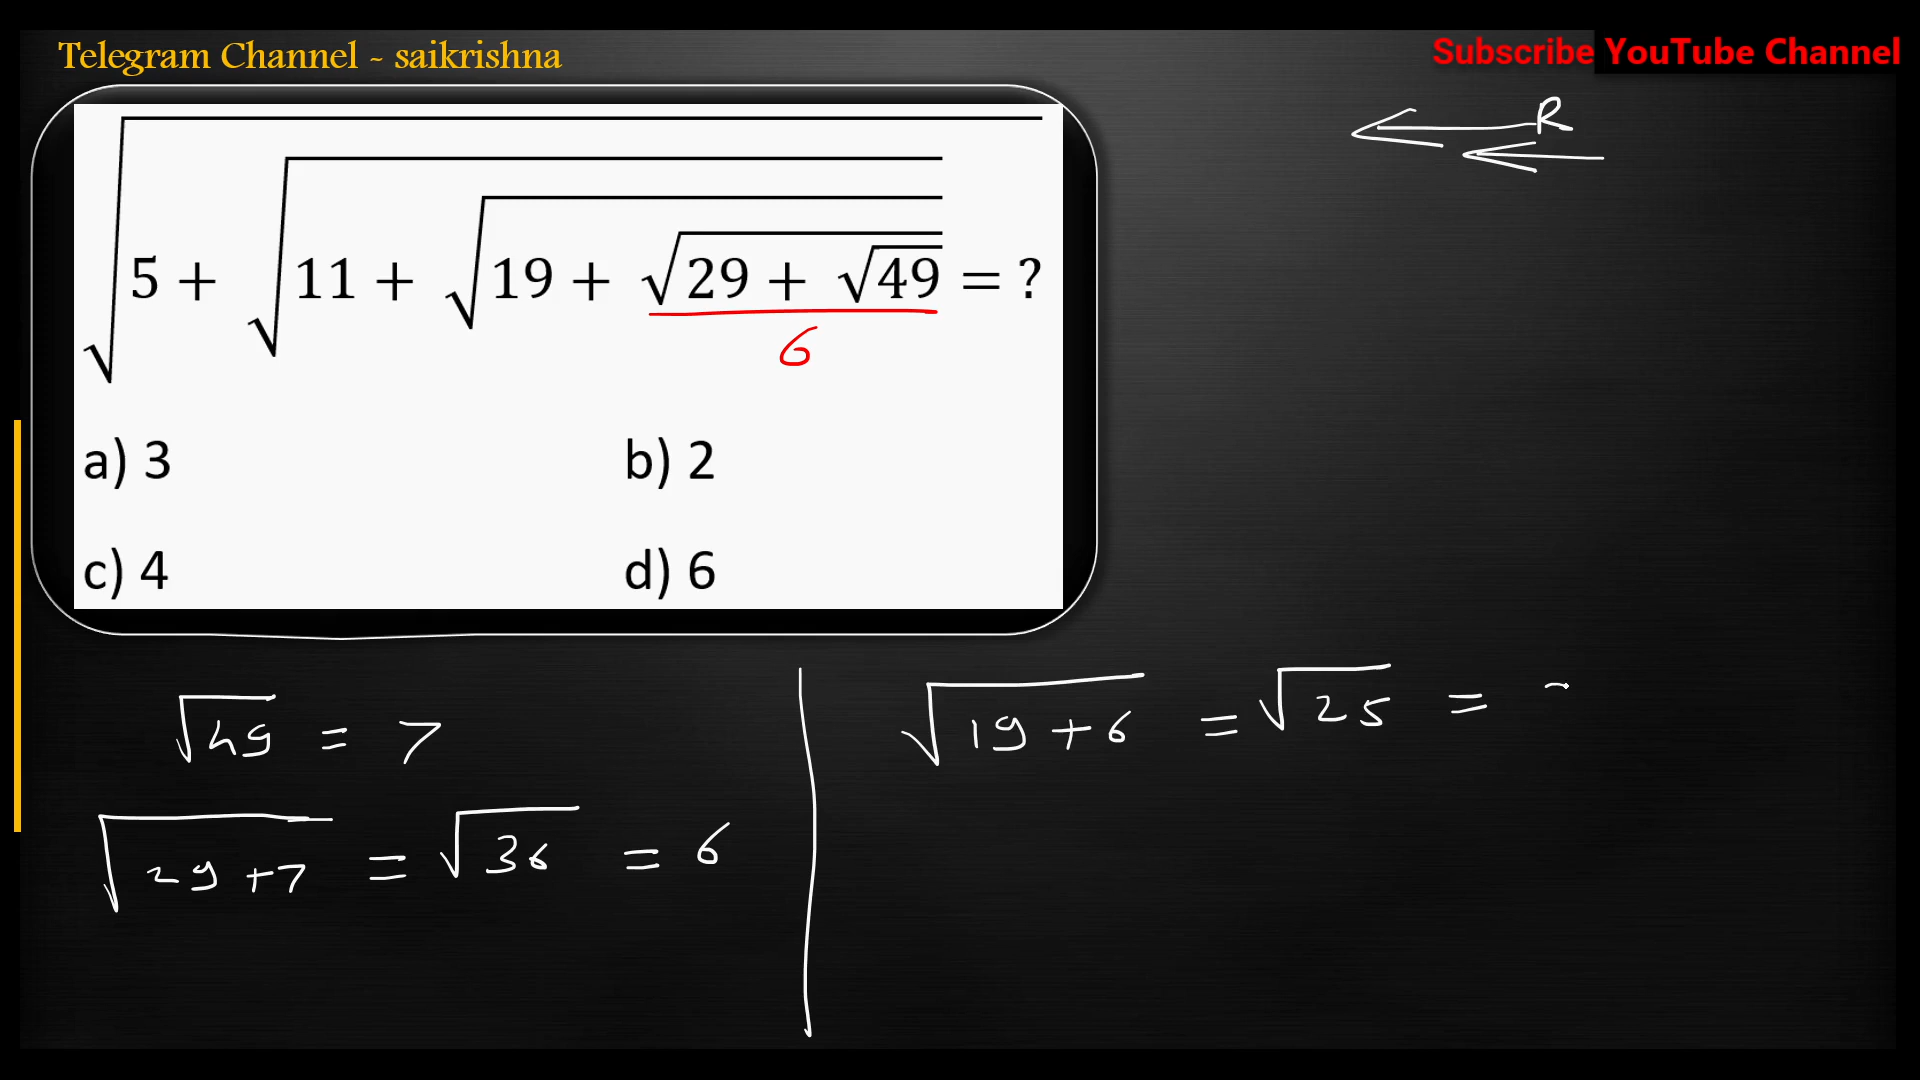 Telegram Channel - saikrishna
Subscribe YouTube Channel
R
√(5 + √(11 + √(19 + √(29 + √49)))) = ?
6
a) 3
b) 2
c) 4
d) 6
√49 = 7
√(29 + 7) = √36 = 6
√(19 + 6) = √25 =